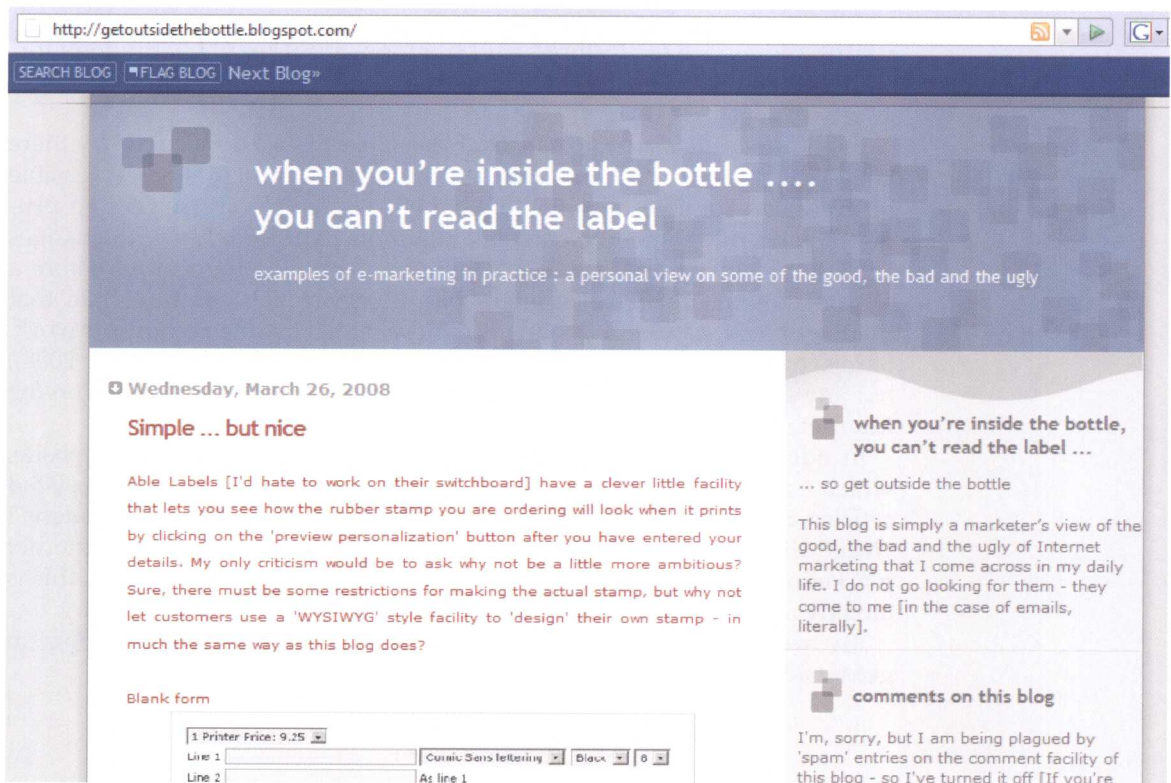 http://getoutsidethebottle.blogspot.com/
G
SEARCH BLOG FLAG BLOG Next Blog»
when you're inside the bottle ....
you can't read the label
examples of e-marketing in practice : a personal view on some of the good, the bad and the ugly
Wednesday, March 26, 2008
Simple ... but nice
Able Labels [I'd hate to work on their switchboard] have a clever little facility
that lets you see how the rubber stamp you are ordering will look when it prints
by clicking on the 'preview personalization' button after you have entered your
details. My only criticism would be to ask why not be a little more ambitious?
Sure, there must be some restrictions for making the actual stamp, but why not
let customers use a 'WYSIWYG' style facility to 'design' their own stamp - in
much the same way as this blog does?
Blank form
1 Printer Price: 9.25
Line 1 Comic Sans lettering Black 8
Line 2 As line 1
when you're inside the bottle,
you can't read the label ...
... so get outside the bottle
This blog is simply a marketer's view of the
good, the bad and the ugly of Internet
marketing that I come across in my daily
life. I do not go looking for them - they
come to me [in the case of emails,
literally].
comments on this blog
I'm, sorry, but I am being plagued by
'spam' entries on the comment facility of
this blog - so I've turned it off [If you're